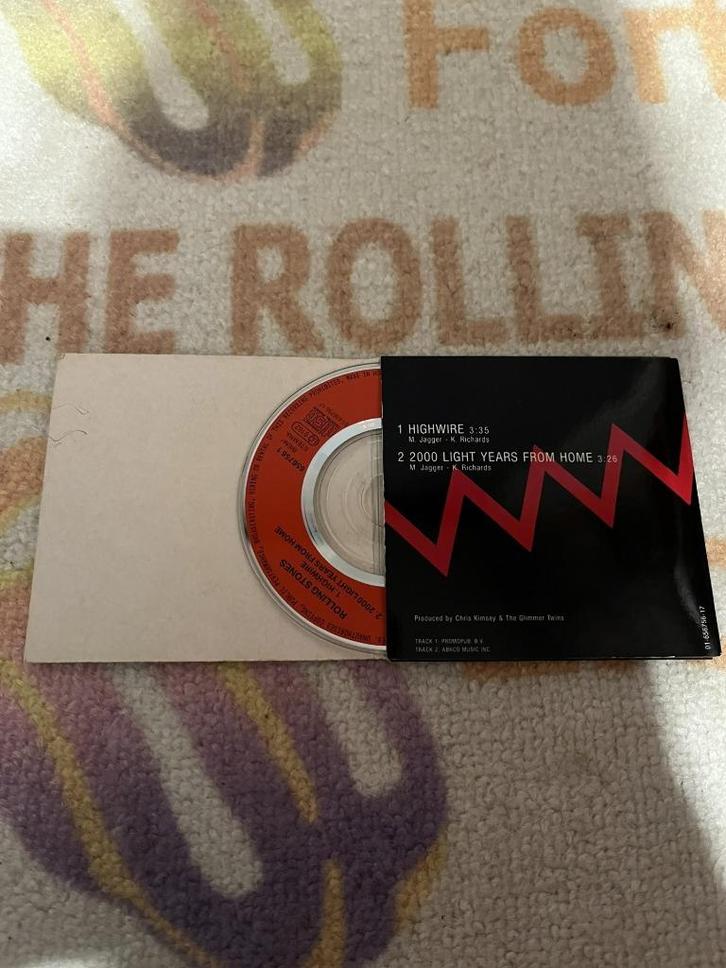 For
HE ROLLIN
1 HIGHWIRE 3:35
M. Jagger - K. Richards
2 2000 LIGHT YEARS FROM HOME 3:26
M. Jagger - K. Richards
Produced by Chris Kimsey & The Glimmer Twins
TRACK 1: PROMOPUB B.V.
TRACK 2: ABKCO MUSIC INC.
01-656756-17
ROLLING STONES
1. HIGHWIRE
2. 2000 LIGHT YEARS FROM HOME
656756 1